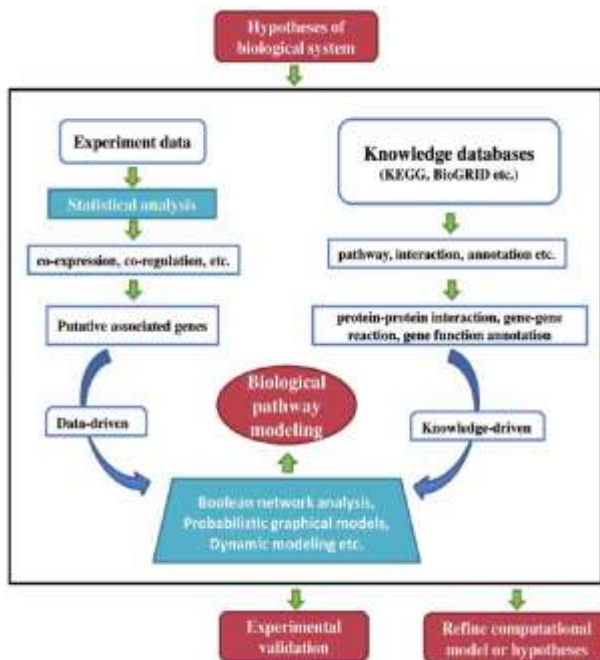 Hypotheses of
biological system
Experiment data
Statistical analysis
co-expression, co-regulation, etc.
Putative associated genes
Data-driven
Knowledge databases
(KEGG, BioGRID etc.)
pathway, interaction, annotation etc.
protein-protein interaction, gene-gene
reaction, gene function annotation
Knowledge-driven
Biological
pathway
modeling
Boolean network analysis,
Probabilistic graphical models,
Dynamic modeling etc.
Experimental
validation
Refine computational
model or hypotheses